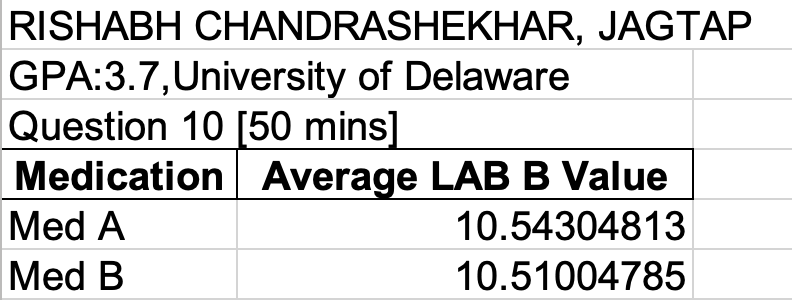 RISHABH CHANDRASHEKHAR, JAGTAP
GPA:3.7,University of Delaware
Question 10 [50 mins]
Medication Average LAB B Value
Med A 10.54304813
Med B 10.51004785